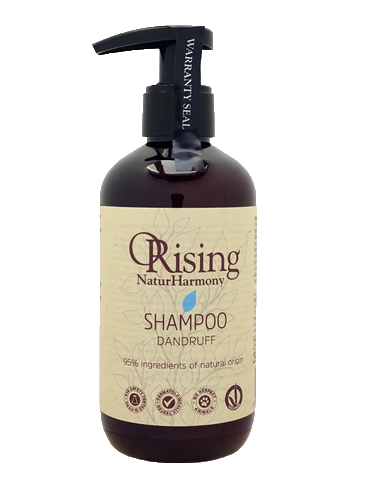 WARRANTY SEAL
ORising
NaturHarmony
SHAMPOO
DANDRUFF
95% ingredients of natural origin